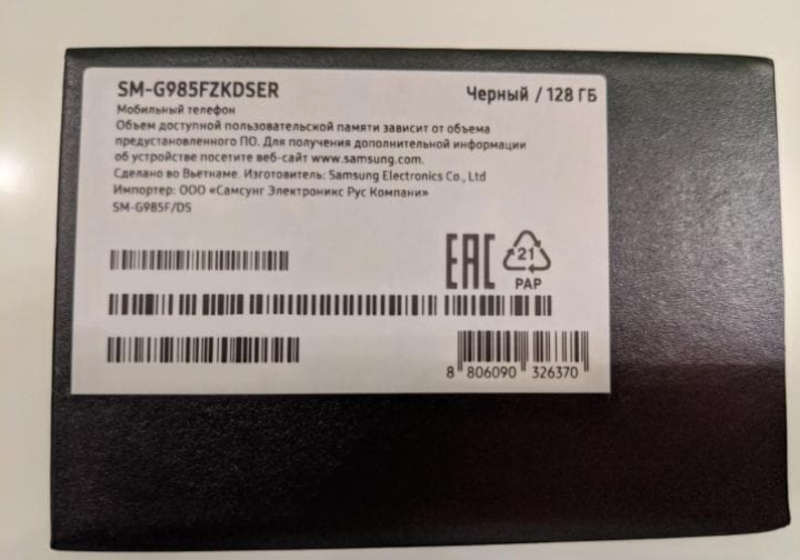 SM-G985FZKDSER
Черный / 128 ГБ
Мобильный телефон
Объем доступной пользовательской памяти зависит от объема
предустановленного ПО. Для получения дополнительной информации
об устройстве посетите веб-сайт www.samsung.com.
Сделано во Вьетнаме. Изготовитель: Samsung Electronics Co., Ltd
Импортер: ООО «Самсунг Электроникс Рус Компани»
SM-G985F/DS
EAC
21
PAP
8 806090 326370